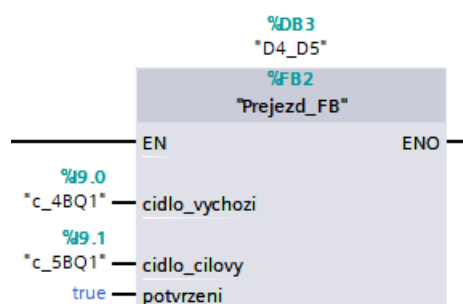 %DB3
"D4_D5"
%FB2
"Prejezd_FB"
EN ENO
%I9.0
"c_4BQ1" cidlo_vychozi
%I9.1
"c_5BQ1" cidlo_cilovy
true potvrzeni